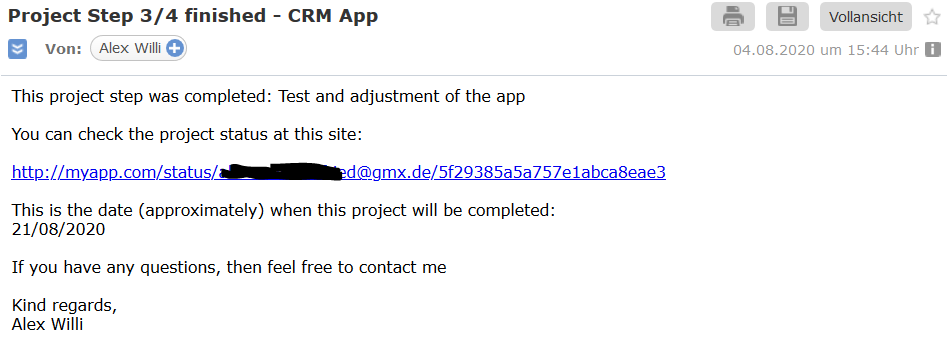 Project Step 3/4 finished - CRM App
Vollansicht
Von: Alex Willi
04.08.2020 um 15:44 Uhr
This project step was completed: Test and adjustment of the app
You can check the project status at this site:
http://myapp.com/status/ ed@gmx.de/5f29385a5a757e1abca8eae3
This is the date (approximately) when this project will be completed:
21/08/2020
If you have any questions, then feel free to contact me
Kind regards,
Alex Willi